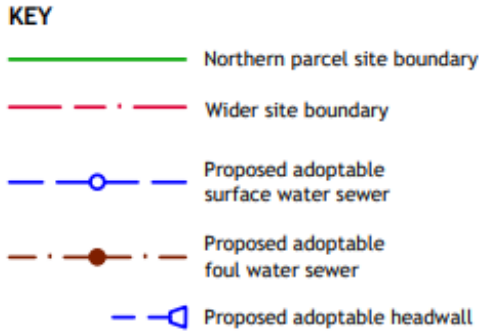 KEY
Northern parcel site boundary
Wider site boundary
Proposed adoptable
surface water sewer
Proposed adoptable
foul water sewer
Proposed adoptable headwall